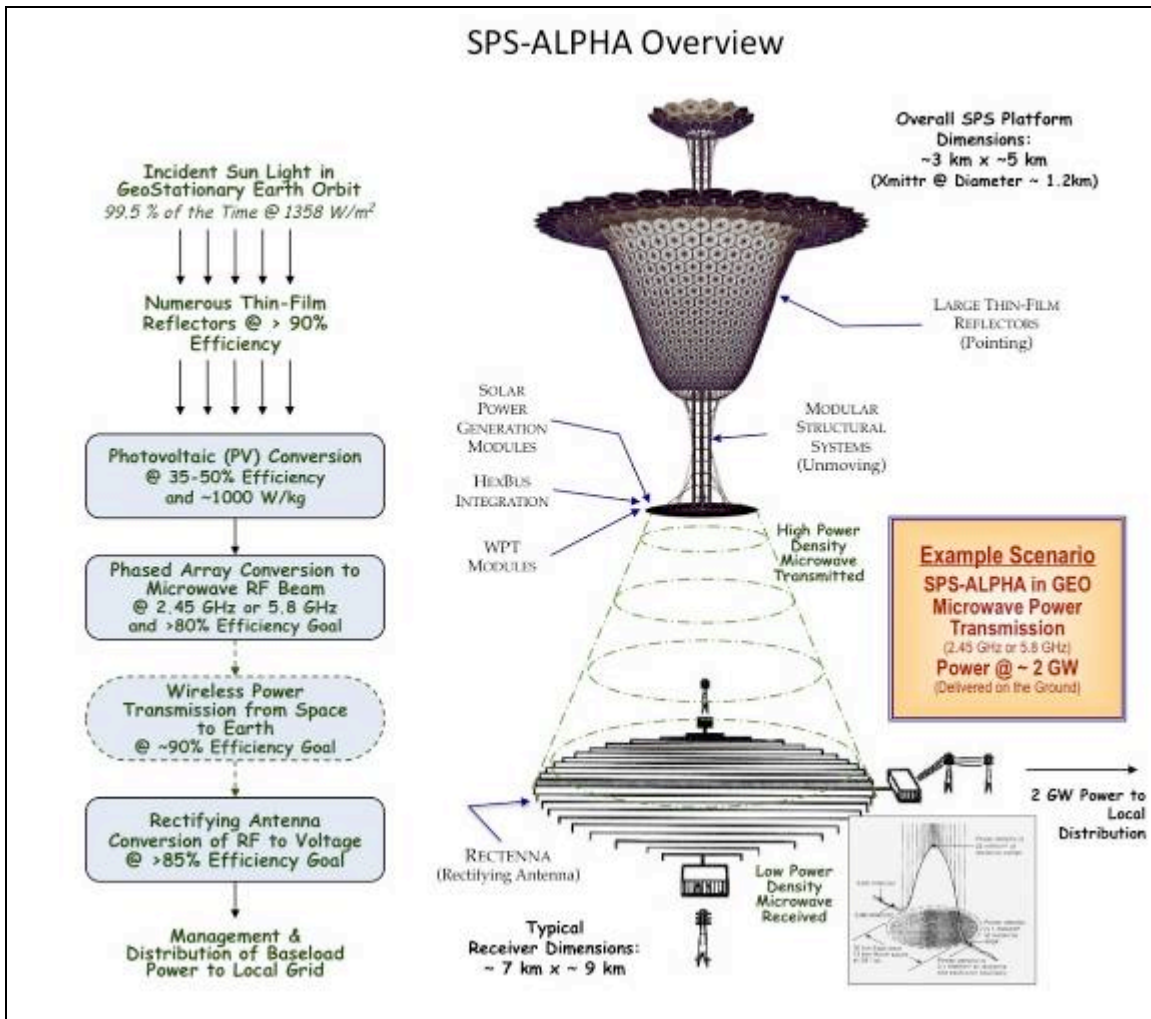 SPS-ALPHA Overview
Incident Sun Light in
GeoStationary Earth Orbit
99.5 % of the Time @ 1358 W/m²
Numerous Thin-Film
Reflectors @ > 90%
Efficiency
Photovoltaic (PV) Conversion
@ 35-50% Efficiency
and ~1000 W/kg
Phased Array Conversion to
Microwave RF Beam
@ 2.45 GHz or 5.8 GHz
and >80% Efficiency Goal
Wireless Power
Transmission from Space
to Earth
@ ~90% Efficiency Goal
Rectifying Antenna
Conversion of RF to Voltage
@ >85% Efficiency Goal
Management &
Distribution of Baseload
Power to Local Grid
Overall SPS Platform
Dimensions:
~3 km x ~5 km
(Xmittr @ Diameter ~ 1.2km)
LARGE THIN-FILM
REFLECTORS
(Pointing)
SOLAR
POWER
GENERATION
MODULES
HEXBUS
INTEGRATION
WPT
MODULES
MODULAR
STRUCTURAL
SYSTEMS
(Unmoving)
High Power
Density
Microwave
Transmitted
Example Scenario
SPS-ALPHA in GEO
Microwave Power
Transmission
(2.45 GHz or 5.8 GHz)
Power @ ~ 2 GW
(Delivered on the Ground)
2 GW Power to
Local
Distribution
RECTENNA
(Rectifying Antenna)
Low Power
Density
Microwave
Received
Typical
Receiver Dimensions:
~ 7 km x ~ 9 km